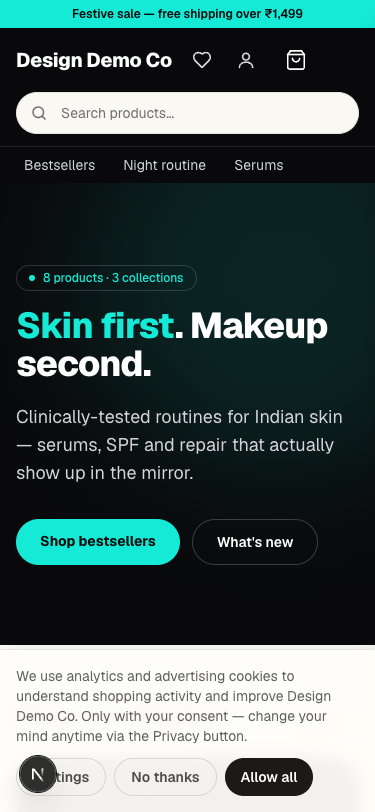 Festive sale — free shipping over ₹1,499
Design Demo Co
Search products...
Bestsellers Night routine Serums
8 products · 3 collections
Skin first. Makeup
second.
Clinically-tested routines for Indian skin
— serums, SPF and repair that actually
show up in the mirror.
Shop bestsellers What's new
We use analytics and advertising cookies to
understand shopping activity and improve Design
Demo Co. Only with your consent — change your
mind anytime via the Privacy button.
N No thanks Allow all